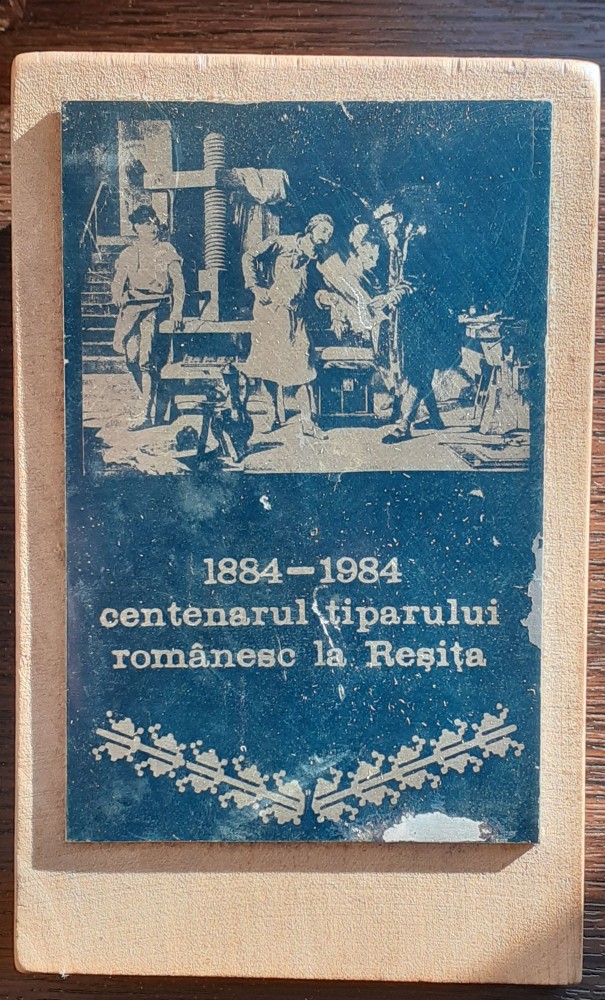 1884-1984
centenarul tiparului
românesc la Reșița